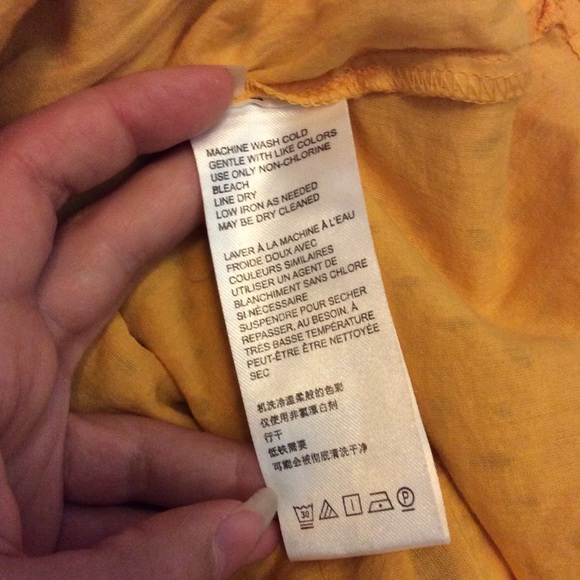 MACHINE WASH COLD
GENTLE WITH LIKE COLORS
USE ONLY NON-CHLORINE
BLEACH
LINE DRY
LOW IRON AS NEEDED
MAY BE DRY CLEANED
LAVER À LA MACHINE À L'EAU
FROIDE DOUX AVEC
COULEURS SIMILAIRES
UTILISER UN AGENT DE
BLANCHIMENT SANS CHLORE
SI NÉCESSAIRE
SUSPENDRE POUR SECHER
REPASSER, AU BESOIN, À
TRÈS BASSE TEMPÉRATURE
PEUT-ÊTRE ÊTRE NETTOYÉE
SEC
机洗冷温柔般的色彩
仅使用非氯漂白剂
行干
低铁需要
可能会被彻底清洗干净
30 P